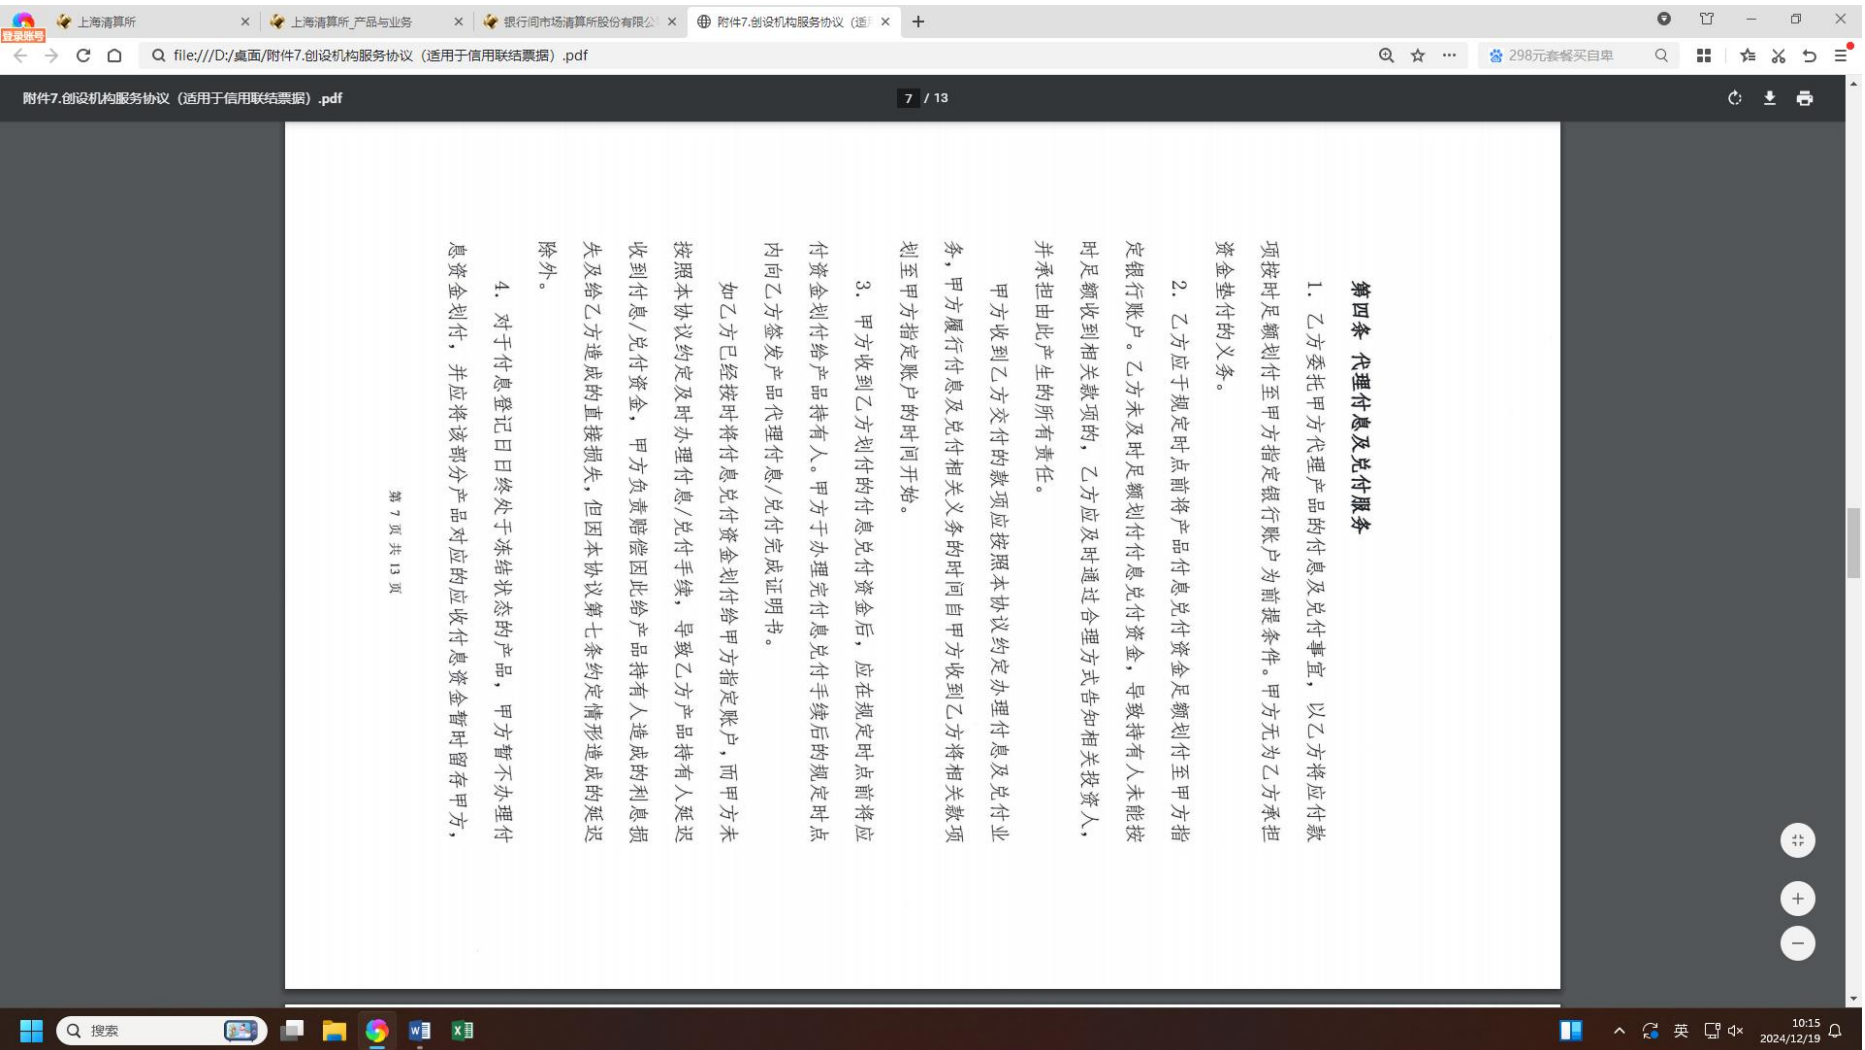 上海清算所
上海清算所_产品与业务
银行间市场清算所股份有限公
附件7.创设机构服务协议（适
登录账号
file:///D:/桌面/附件7.创设机构服务协议（适用于信用联结票据）.pdf
298元套餐买自卑
附件7.创设机构服务协议（适用于信用联结票据）.pdf
7 / 13
第四条 代理付息及兑付服务
1. 乙方委托甲方代理产品的付息及兑付事宜，以乙方将应付款
项按时足额划付至甲方指定银行账户为前提条件。甲方无为乙方承担
资金垫付的义务。
2. 乙方应于规定时点前将产品付息兑付资金足额划付至甲方指
定银行账户。乙方未及时足额划付付息兑付资金，导致持有人未能按
时足额收到相关款项的，乙方应及时通过合理方式告知相关投资人，
并承担由此产生的所有责任。
甲方收到乙方交付的款项应按照本协议约定办理付息及兑付业
务，甲方履行付息及兑付相关义务的时间自甲方收到乙方将相关款项
划至甲方指定账户的时间开始。
3. 甲方收到乙方划付的付息兑付资金后，应在规定时点前将应
付资金划付给产品持有人。甲方于办理完付息兑付手续后的规定时点
内向乙方签发产品代理付息/兑付完成证明书。
如乙方已经按时将付息兑付资金划付给甲方指定账户，而甲方未
按照本协议约定及时办理付息/兑付手续，导致乙方产品持有人延迟
收到付息/兑付资金，甲方负责赔偿因此给产品持有人造成的利息损
失及给乙方造成的直接损失，但因本协议第七条约定情形造成的延迟
除外。
4. 对于付息登记日日终处于冻结状态的产品，甲方暂不办理付
息资金划付，并应将该部分产品对应的应收付息资金暂时留存甲方，
第 7 页 共 13 页
搜索
英
10:15
2024/12/19